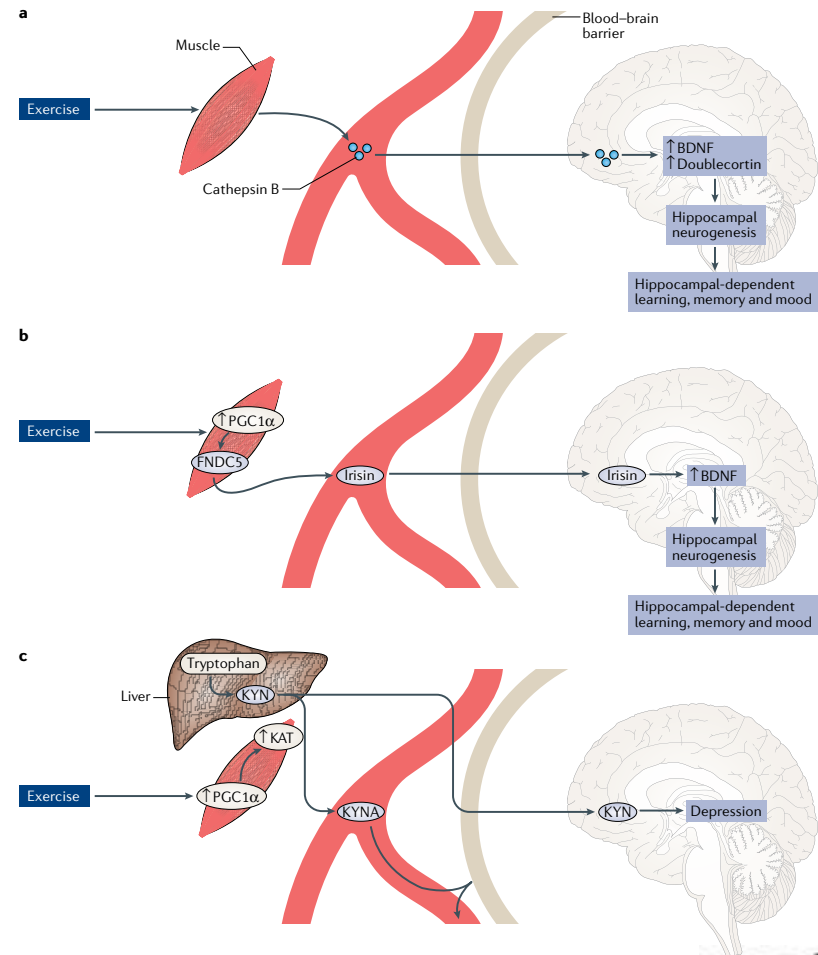 a
Blood–brain
barrier
Muscle
Exercise
↑BDNF
↑Doublecortin
Cathepsin B
Hippocampal
neurogenesis
Hippocampal-dependent
learning, memory and mood
b
↑PGC1α
Exercise
FNDC5
Irisin
Irisin
↑BDNF
Hippocampal
neurogenesis
Hippocampal-dependent
learning, memory and mood
c
Tryptophan
Liver
KYN
↑KAT
Exercise
↑PGC1α
KYNA
KYN
Depression